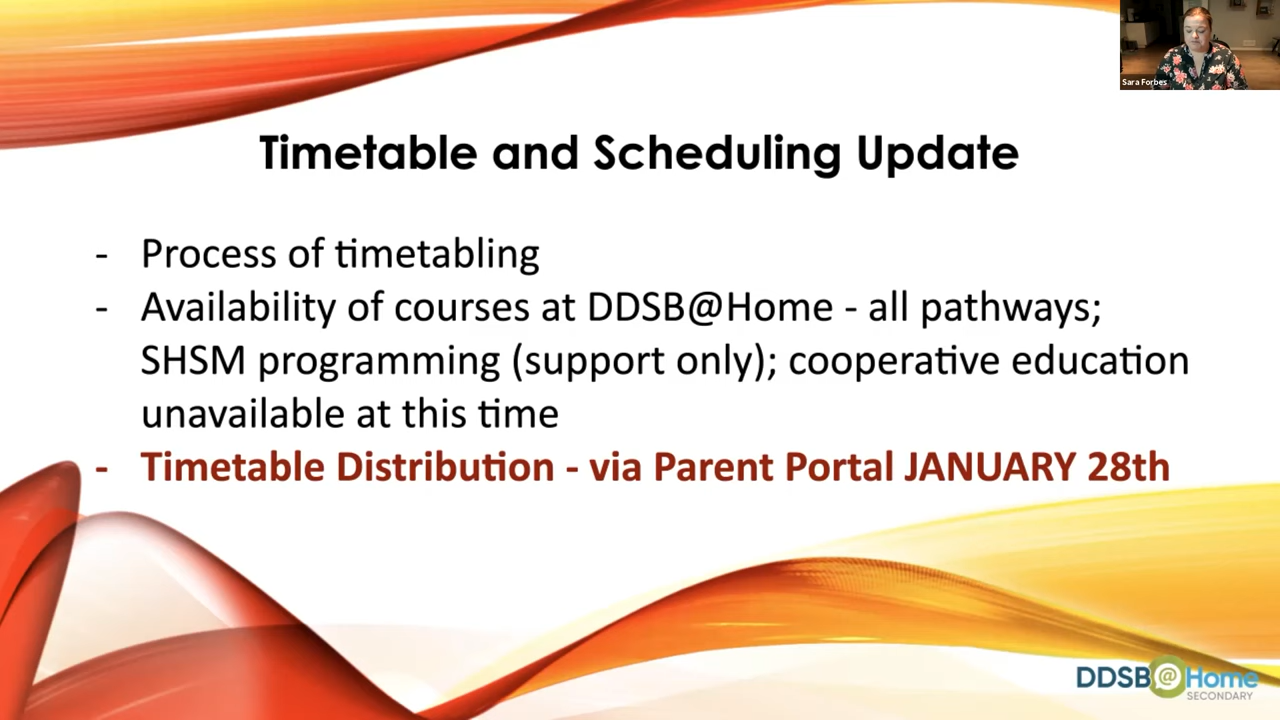 Sara Forbes
Timetable and Scheduling Update
- Process of timetabling
- Availability of courses at DDSB@Home - all pathways;
SHSM programming (support only); cooperative education
unavailable at this time
- Timetable Distribution - via Parent Portal JANUARY 28th
DDSB@Home
SECONDARY